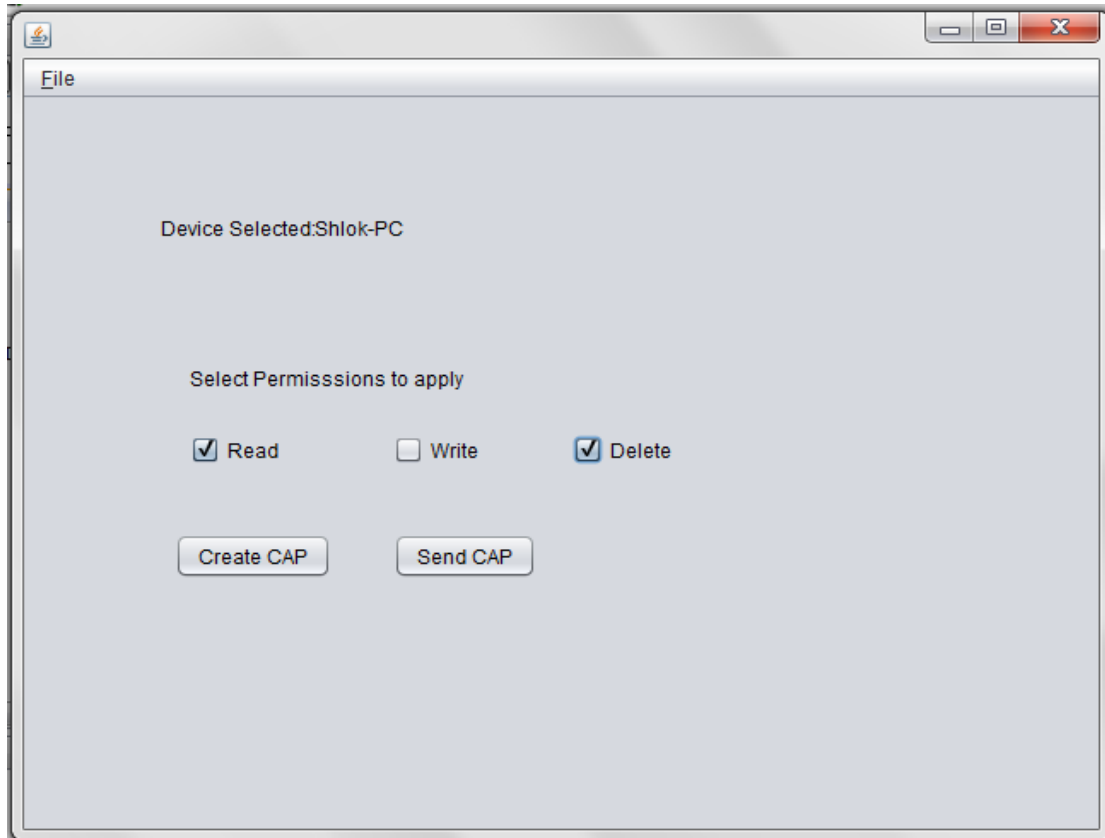 File
Device Selected:Shlok-PC
Select Permisssions to apply
Read Write Delete
Create CAP Send CAP